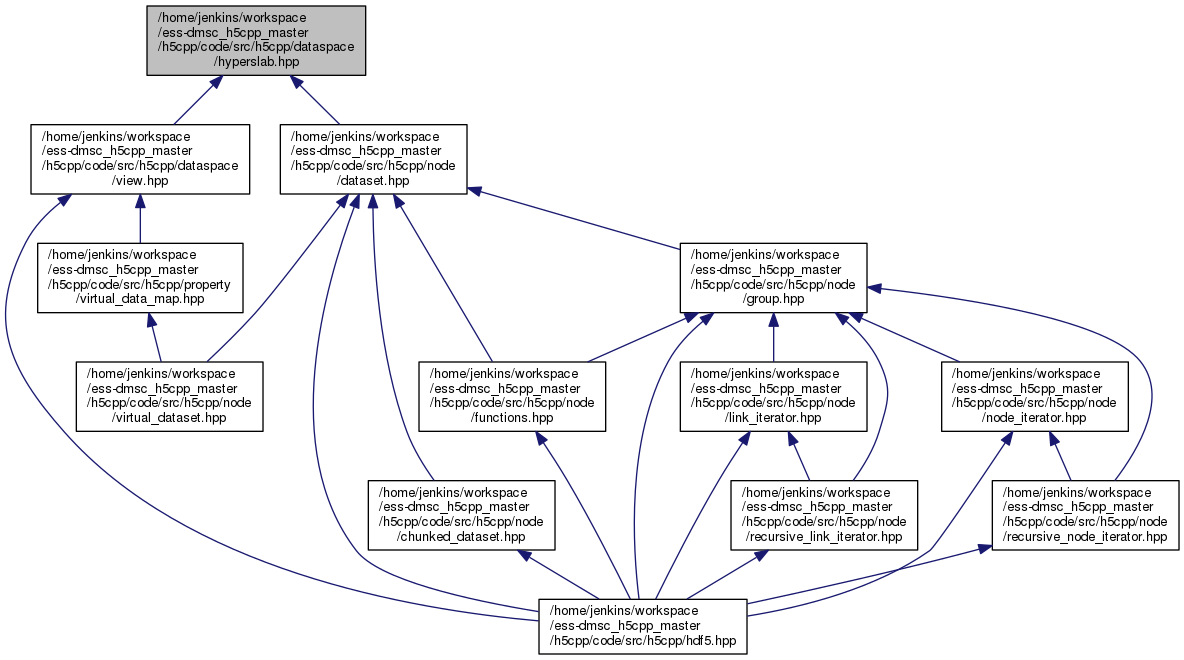 /home/jenkins/workspace
/ess-dmsc_h5cpp_master
/h5cpp/code/src/h5cpp/dataspace
/hyperslab.hpp
/home/jenkins/workspace
/ess-dmsc_h5cpp_master
/h5cpp/code/src/h5cpp/dataspace
/view.hpp
/home/jenkins/workspace
/ess-dmsc_h5cpp_master
/h5cpp/code/src/h5cpp/node
/dataset.hpp
/home/jenkins/workspace
/ess-dmsc_h5cpp_master
/h5cpp/code/src/h5cpp/property
/virtual_data_map.hpp
/home/jenkins/workspace
/ess-dmsc_h5cpp_master
/h5cpp/code/src/h5cpp/node
/group.hpp
/home/jenkins/workspace
/ess-dmsc_h5cpp_master
/h5cpp/code/src/h5cpp/node
/virtual_dataset.hpp
/home/jenkins/workspace
/ess-dmsc_h5cpp_master
/h5cpp/code/src/h5cpp/node
/functions.hpp
/home/jenkins/workspace
/ess-dmsc_h5cpp_master
/h5cpp/code/src/h5cpp/node
/link_iterator.hpp
/home/jenkins/workspace
/ess-dmsc_h5cpp_master
/h5cpp/code/src/h5cpp/node
/node_iterator.hpp
/home/jenkins/workspace
/ess-dmsc_h5cpp_master
/h5cpp/code/src/h5cpp/node
/chunked_dataset.hpp
/home/jenkins/workspace
/ess-dmsc_h5cpp_master
/h5cpp/code/src/h5cpp/node
/recursive_link_iterator.hpp
/home/jenkins/workspace
/ess-dmsc_h5cpp_master
/h5cpp/code/src/h5cpp/node
/recursive_node_iterator.hpp
/home/jenkins/workspace
/ess-dmsc_h5cpp_master
/h5cpp/code/src/h5cpp/hdf5.hpp